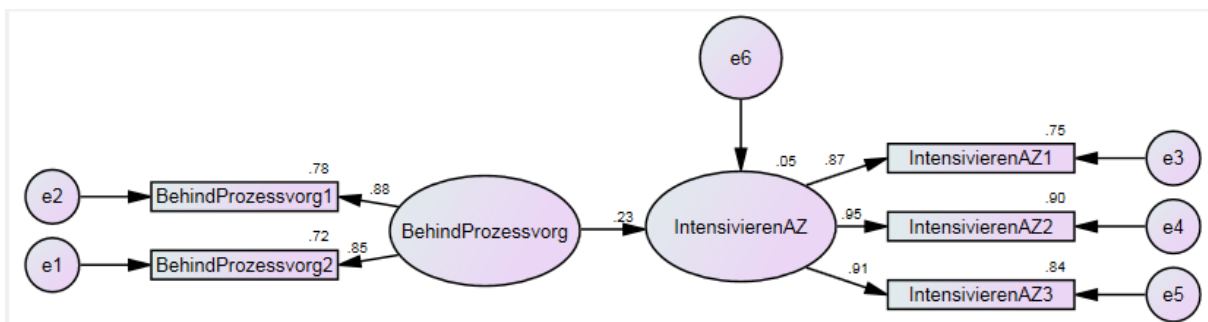 e6
.75
IntensivierenAZ1
e3
.05
.87
.78
e2
BehindProzessvorg1
.88
BehindProzessvorg
.23
IntensivierenAZ
.95
.90
IntensivierenAZ2
e4
.72
e1
BehindProzessvorg2
.85
.91
.84
IntensivierenAZ3
e5